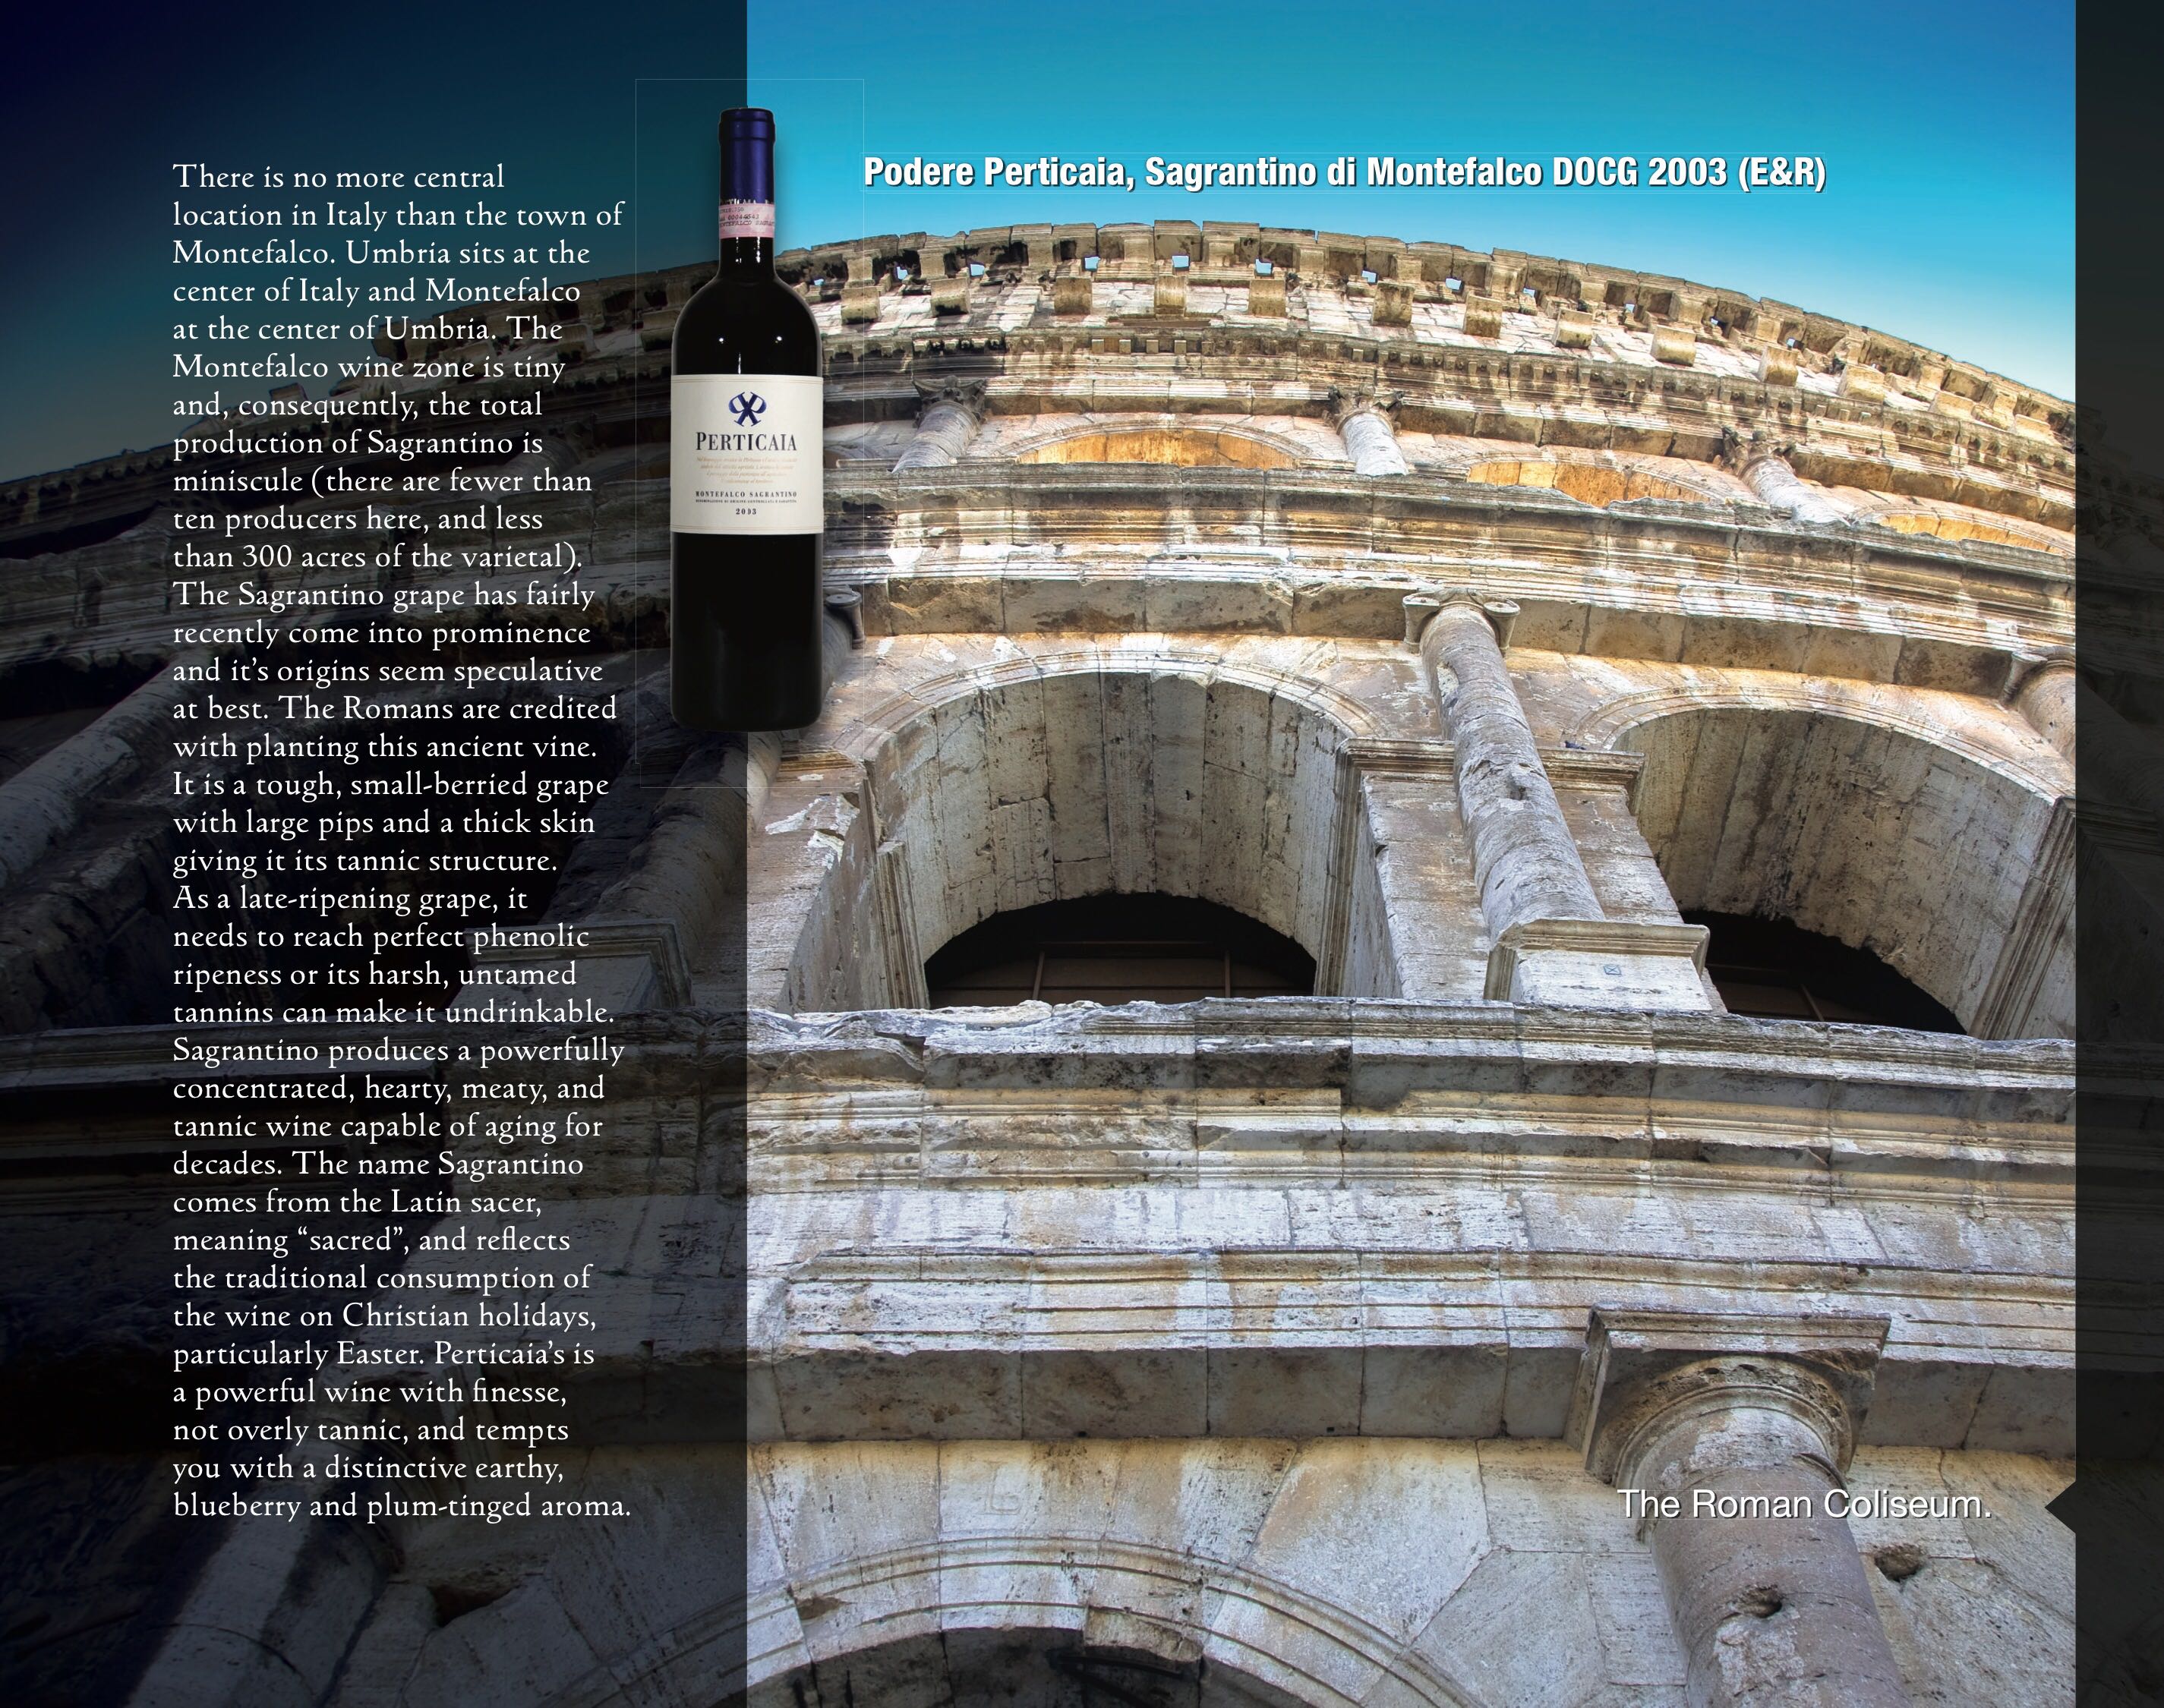 There is no more central
location in Italy than the town of
Montefalco. Umbria sits at the
center of Italy and Montefalco
at the center of Umbria. The
Montefalco wine zone is tiny
and, consequently, the total
production of Sagrantino is
miniscule (there are fewer than
ten producers here, and less
than 300 acres of the varietal).
The Sagrantino grape has fairly
recently come into prominence
and it’s origins seem speculative
at best. The Romans are credited
with planting this ancient vine.
It is a tough, small-berried grape
with large pips and a thick skin
giving it its tannic structure.
As a late-ripening grape, it
needs to reach perfect phenolic
ripeness or its harsh, untamed
tannins can make it undrinkable.
Sagrantino produces a powerfully
concentrated, hearty, meaty, and
tannic wine capable of aging for
decades. The name Sagrantino
comes from the Latin sacer,
meaning “sacred”, and reflects
the traditional consumption of
the wine on Christian holidays,
particularly Easter. Perticaia’s is
a powerful wine with finesse,
not overly tannic, and tempts
you with a distinctive earthy,
blueberry and plum-tinged aroma.
Podere Perticaia, Sagrantino di Montefalco DOCG 2003 (E&R)
PERTICAIA
MONTEFALCO SAGRANTINO
2003
The Roman Coliseum.